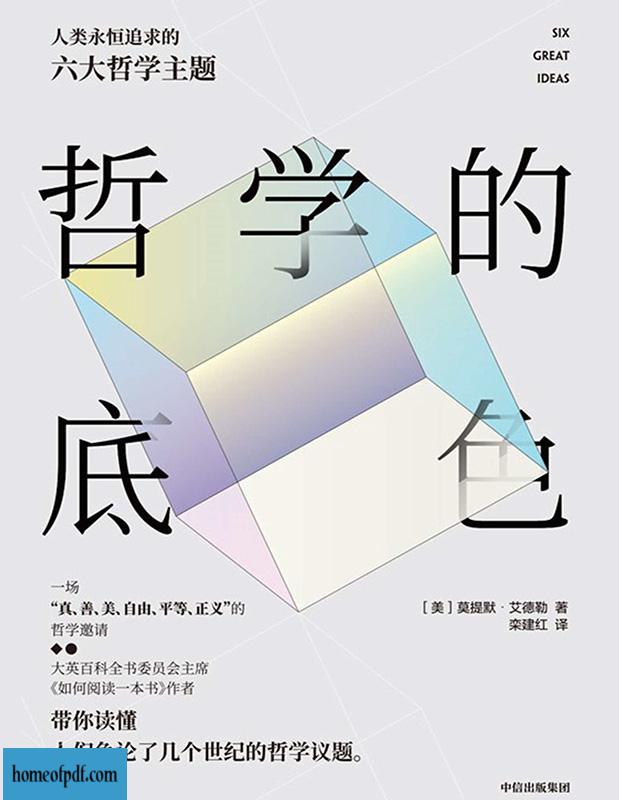 人类永恒追求的
六大哲学主题
SIX
GREAT
IDEAS
哲学的
底色
一场
“真、善、美、自由、平等、正义”的
哲学邀请
大英百科全书委员会主席
《如何阅读一本书》作者
带你读懂
论了几个世纪的哲学议题。
［美］莫提默·艾德勒 著
栾建红 译
中信出版集团
homeofpdf.com